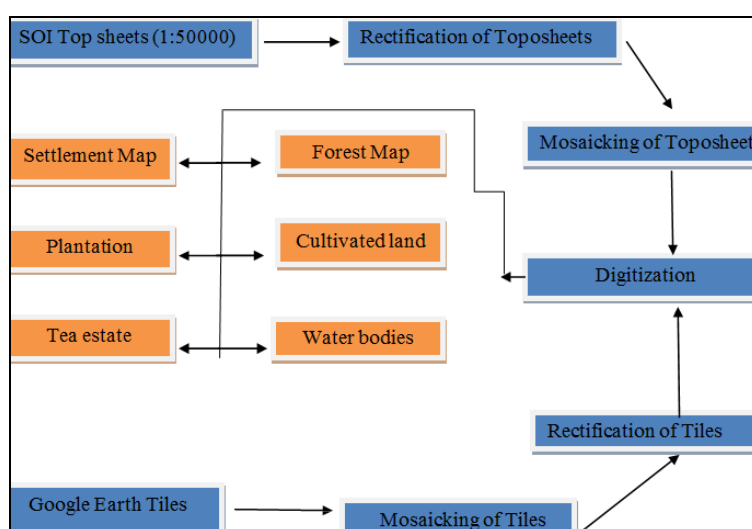 SOI Top sheets (1:50000)
Rectification of Toposheets
Mosaicking of Toposheet
Settlement Map
Forest Map
Plantation
Cultivated land
Digitization
Tea estate
Water bodies
Rectification of Tiles
Google Earth Tiles
Mosaicking of Tiles